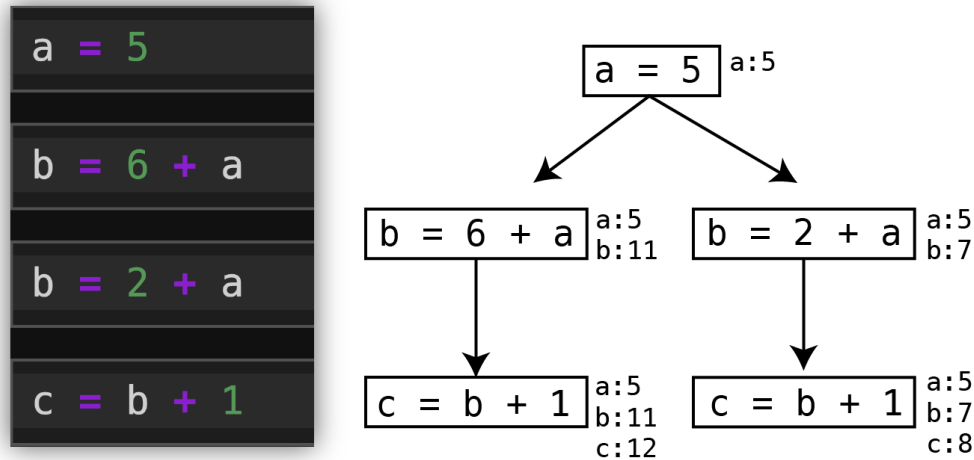 a = 5
b = 6 + a
b = 2 + a
c = b + 1
a = 5
a:5
b = 6 + a
a:5
b:11
b = 2 + a
a:5
b:7
c = b + 1
a:5
b:11
c:12
c = b + 1
a:5
b:7
c:8